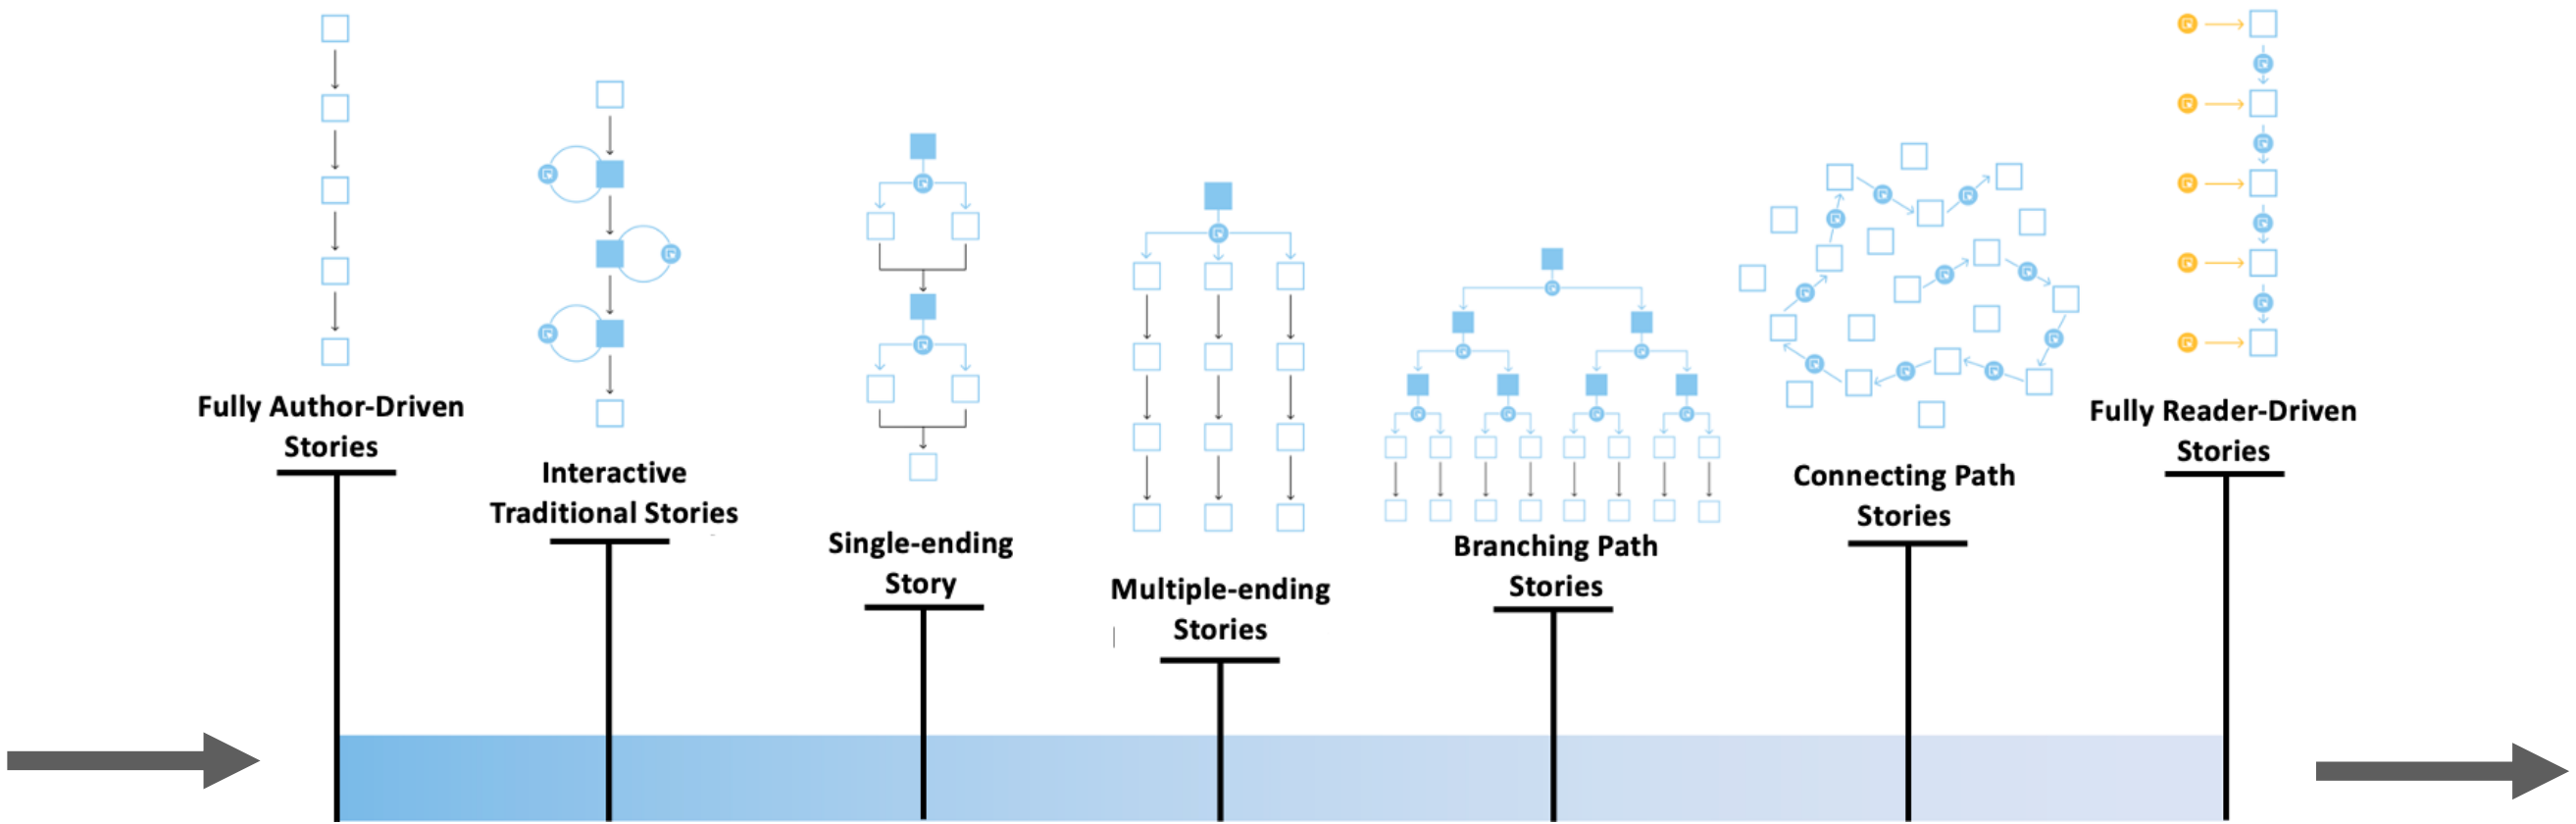 Fully Author-Driven
Stories
Interactive
Traditional Stories
Single-ending
Story
Multiple-ending
Stories
Branching Path
Stories
Connecting Path
Stories
Fully Reader-Driven
Stories